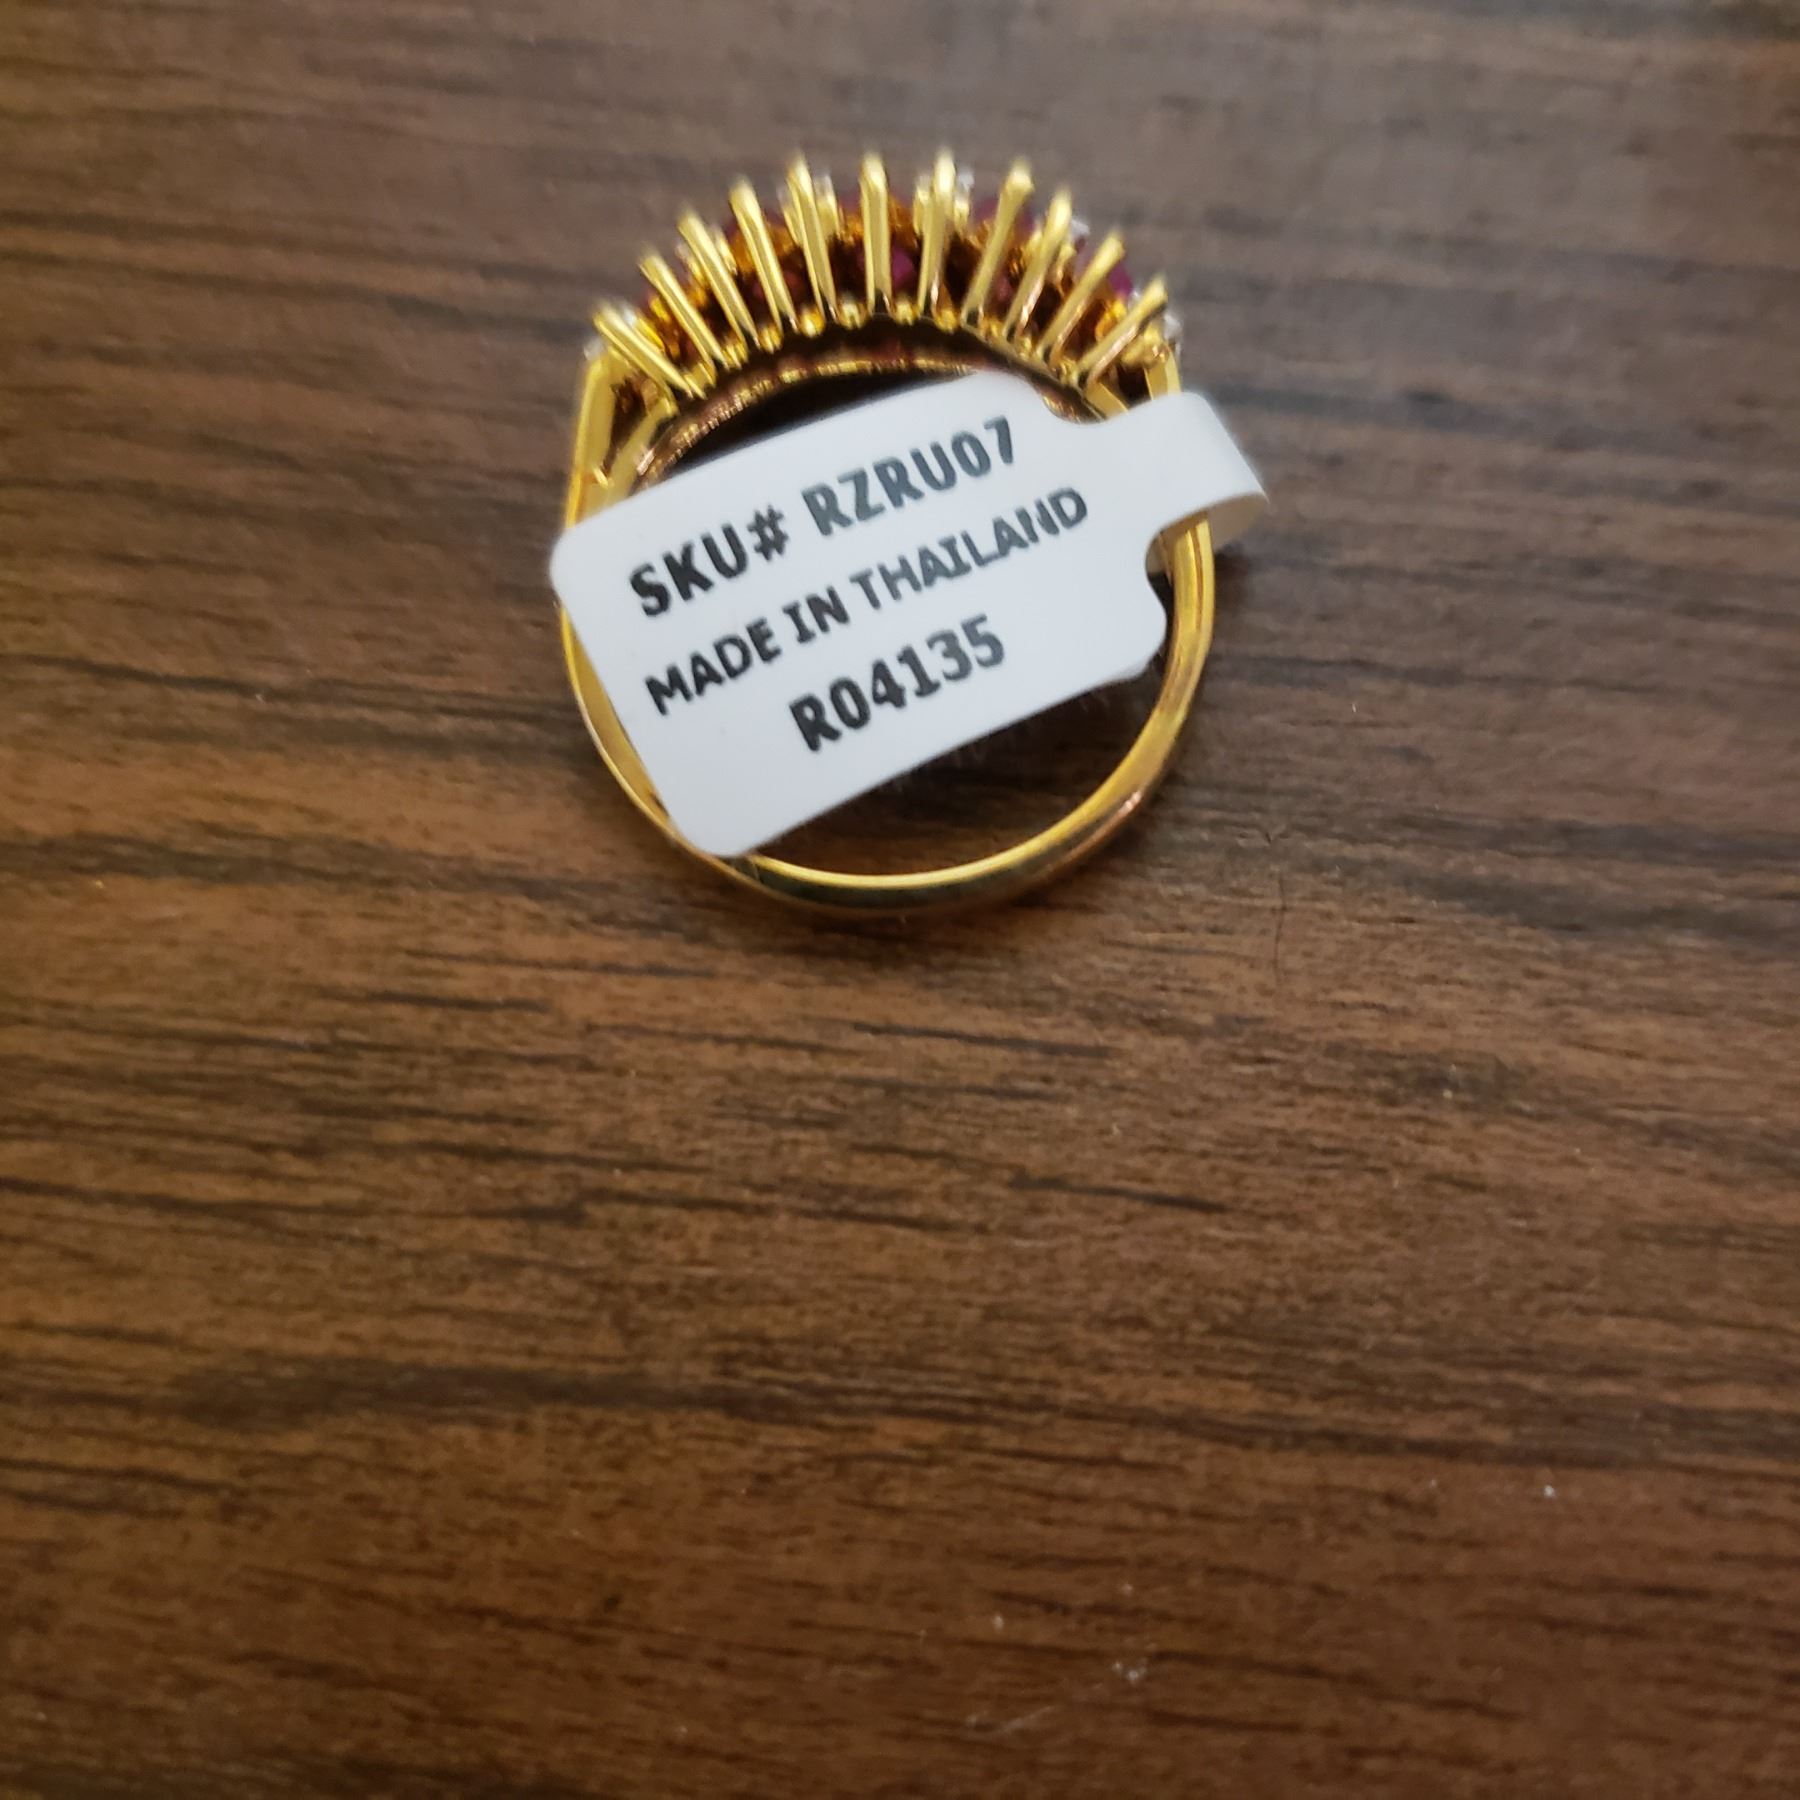 SKU# RZRU07
MADE IN THAILAND
R04135